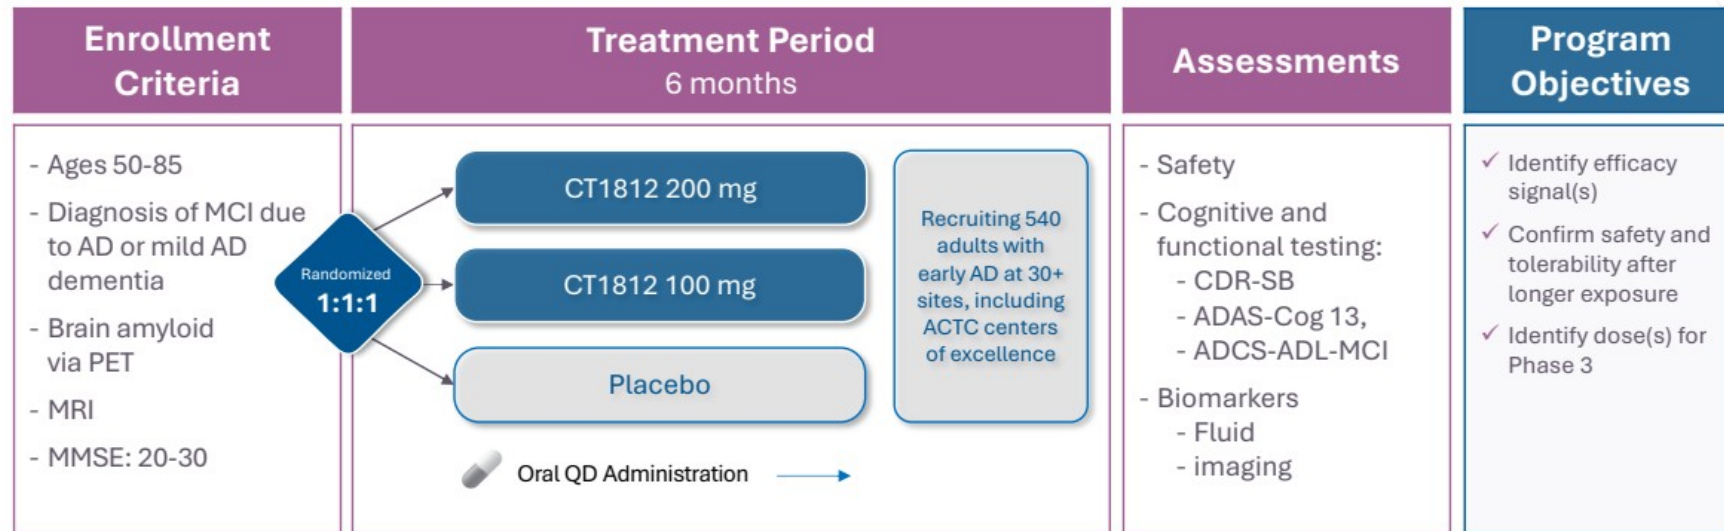 Enrollment
Criteria
Treatment Period
6 months
Assessments
Program
Objectives
- Ages 50-85
- Diagnosis of MCI due
to AD or mild AD
dementia
- Brain amyloid
via PET
- MRI
- MMSE: 20-30
Randomized
1:1:1
CT1812 200 mg
CT1812 100 mg
Placebo
Oral QD Administration
Recruiting 540
adults with
early AD at 30+
sites, including
ACTC centers
of excellence
- Safety
- Cognitive and
functional testing:
- CDR-SB
- ADAS-Cog 13,
- ADCS-ADL-MCI
- Biomarkers
- Fluid
- imaging
✓ Identify efficacy
signal(s)
✓ Confirm safety and
tolerability after
longer exposure
✓ Identify dose(s) for
Phase 3